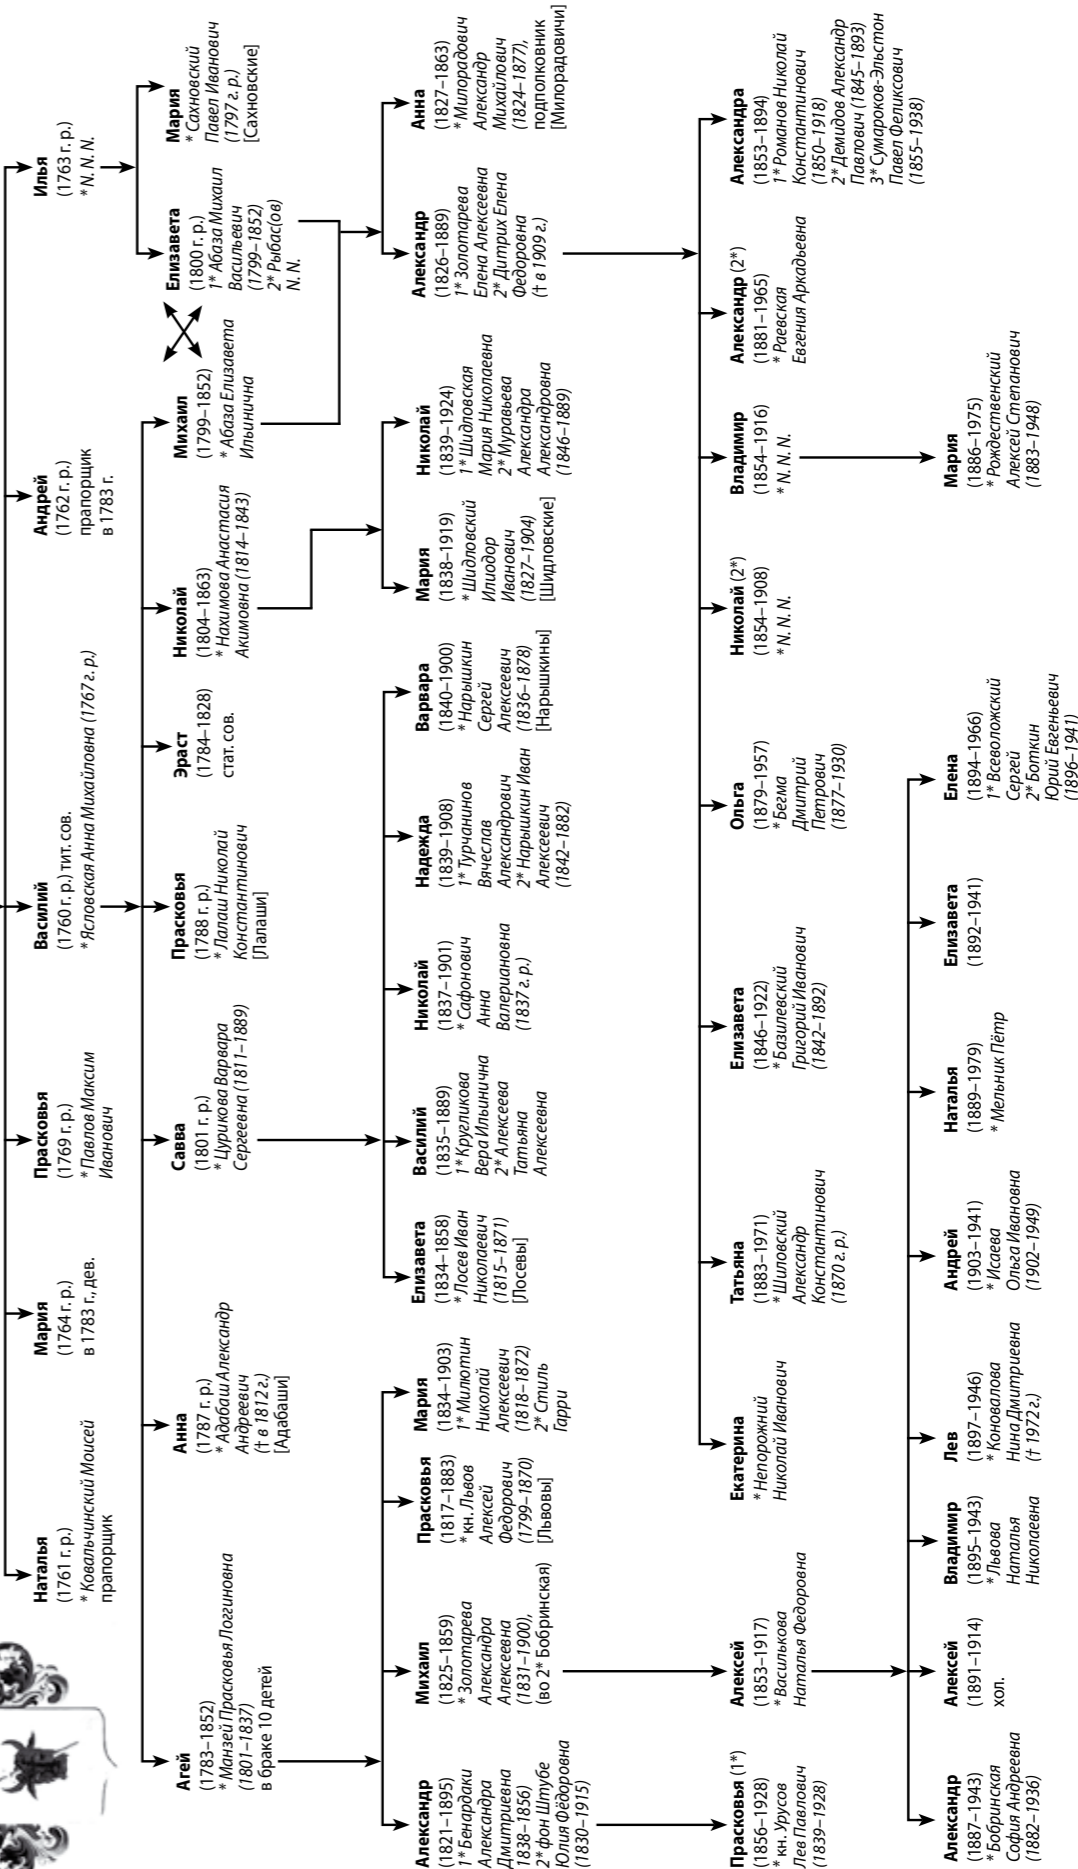 Наталья
(1761 г. р.)
* Ковальчинский Моисей
прапорщик
Мария
(1764 г. р.)
в 1783 г., дев.
Прасковья
(1769 г. р.)
* Павлов Максим
Иванович
Василий
(1760 г. р.) тит. сов.
* Ясловская Анна Михайловна (1767 г. р.)
Андрей
(1762 г. р.)
прапорщик
в 1783 г.
Илья
(1763 г. р.)
* N. N. N.
Агей
(1783–1852)
* Манзей Прасковья Логгиновна
(1801–1837)
в браке 10 детей
Анна
(1787 г. р.)
* Адабаш Александр
Андреевич
(† в 1812 г.)
[Адабаши]
Савва
(1801 г. р.)
* Цурикова Варвара
Сергеевна (1811–1889)
Прасковья
(1788 г. р.)
* Лалаш Николай
Константинович
[Лалаши]
Эраст
(1784–1828)
стат. сов.
Николай
(1804–1863)
* Нахимова Анастасия
Акимовна (1814–1843)
Михаил
(1799–1852)
* Абаза Елизавета
Ильинична
Елизавета
(1800 г. р.)
1* Абаза Михаил
Васильевич
(1799–1852)
2* Рыбас(ов)
N. N.
Мария
* Сахновский
Павел Иванович
(1797 г. р.)
[Сахновские]
Александр
(1821–1895)
1* Бенардаки
Александра
Дмитриевна
1838–1856)
2* фон Штубе
Юлия Фёдоровна
(1830–1915)
Михаил
(1825–1859)
* Золотарева
Александра
Алексеевна
(1831–1900),
(во 2* Бобринская)
Прасковья
(1817–1883)
* кн. Львов
Алексей
Федорович
(1799–1870)
[Львовы]
Мария
(1834–1903)
1* Милютин
Николай
Алексеевич
(1818–1872)
2* Стиль
Гарри
Елизавета
(1834–1858)
* Лосев Иван
Николаевич
(1815–1871)
[Лосевы]
Василий
(1835–1889)
1* Кругликова
Вера Ильинична
2* Алексеева
Татьяна
Алексеевна
Николай
(1837–1901)
* Сафонович
Анна
Валериановна
(1837 г. р.)
Надежда
(1839–1908)
1* Турчанинов
Вячеслав
Александрович
2* Нарышкин Иван
Алексеевич
(1842–1882)
Варвара
(1840–1900)
* Нарышкин
Сергей
Алексеевич
(1836–1878)
[Нарышкины]
Мария
(1838–1919)
* Шидловский
Илиодор
Иванович
(1827–1904)
[Шидловские]
Николай
(1839–1924)
1* Шидловская
Мария Николаевна
2* Муравьева
Александра
Александровна
(1846–1889)
Александр
(1826–1889)
1* Золотарева
Елена Алексеевна
2* Дитрих Елена
Федоровна
(† в 1909 г.)
Анна
(1827–1863)
* Милорадович
Александр
Михайлович
(1824–1877),
подполковник
[Милорадовичи]
Прасковья (1*)
(1856–1928)
* кн. Урусов
Лев Павлович
(1839–1928)
Алексей
(1853–1917)
* Василькова
Наталья Федоровна
Екатерина
* Непорожний
Николай Иванович
Татьяна
(1883–1971)
* Шиловский
Александр
Константинович
(1870 г. р.)
Елизавета
(1846–1922)
* Базилевский
Григорий Иванович
(1842–1892)
Ольга
(1879–1957)
* Бегма
Дмитрий
Петрович
(1877–1930)
Николай (2*)
(1854–1908)
* N. N. N.
Владимир
(1854–1916)
* N. N. N.
Александр (2*)
(1881–1965)
* Раевская
Евгения Аркадьевна
Александра
(1853–1894)
1* Романов Николай
Константинович
(1850–1918)
2* Демидов Александр
Павлович (1845–1893)
3* Сумароков-Эльстон
Павел Феликсович
(1855–1938)
Александр
(1887–1943)
* Бобринская
София Андреевна
(1882–1936)
Алексей
(1891–1914)
хол.
Владимир
(1895–1943)
* Львова
Наталья
Николаевна
Лев
(1897–1946)
* Коновалова
Нина Дмитриевна
(† 1972 г.)
Андрей
(1903–1941)
* Исаева
Ольга Ивановна
(1902–1949)
Наталья
(1889–1979)
* Мельник Пётр
Елизавета
(1892–1941)
Елена
(1894–1966)
1* Всеволожский
Сергей
2* Боткин
Юрий Евгеньевич
(1896–1941)
Мария
(1886–1975)
* Рождественский
Алексей Степанович
(1883–1948)